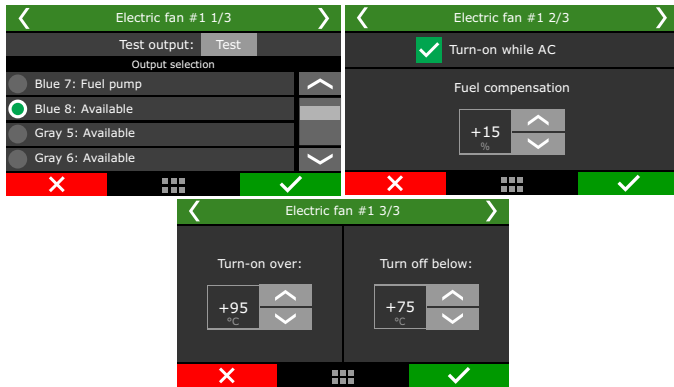 Electric fan #1 1/3
Test output: Test
Output selection
Blue 7: Fuel pump
Blue 8: Available
Gray 5: Available
Gray 6: Available
Electric fan #1 2/3
Turn-on while AC
Fuel compensation
+15
%
Electric fan #1 3/3
Turn-on over:
+95
°C
Turn off below:
+75
°C